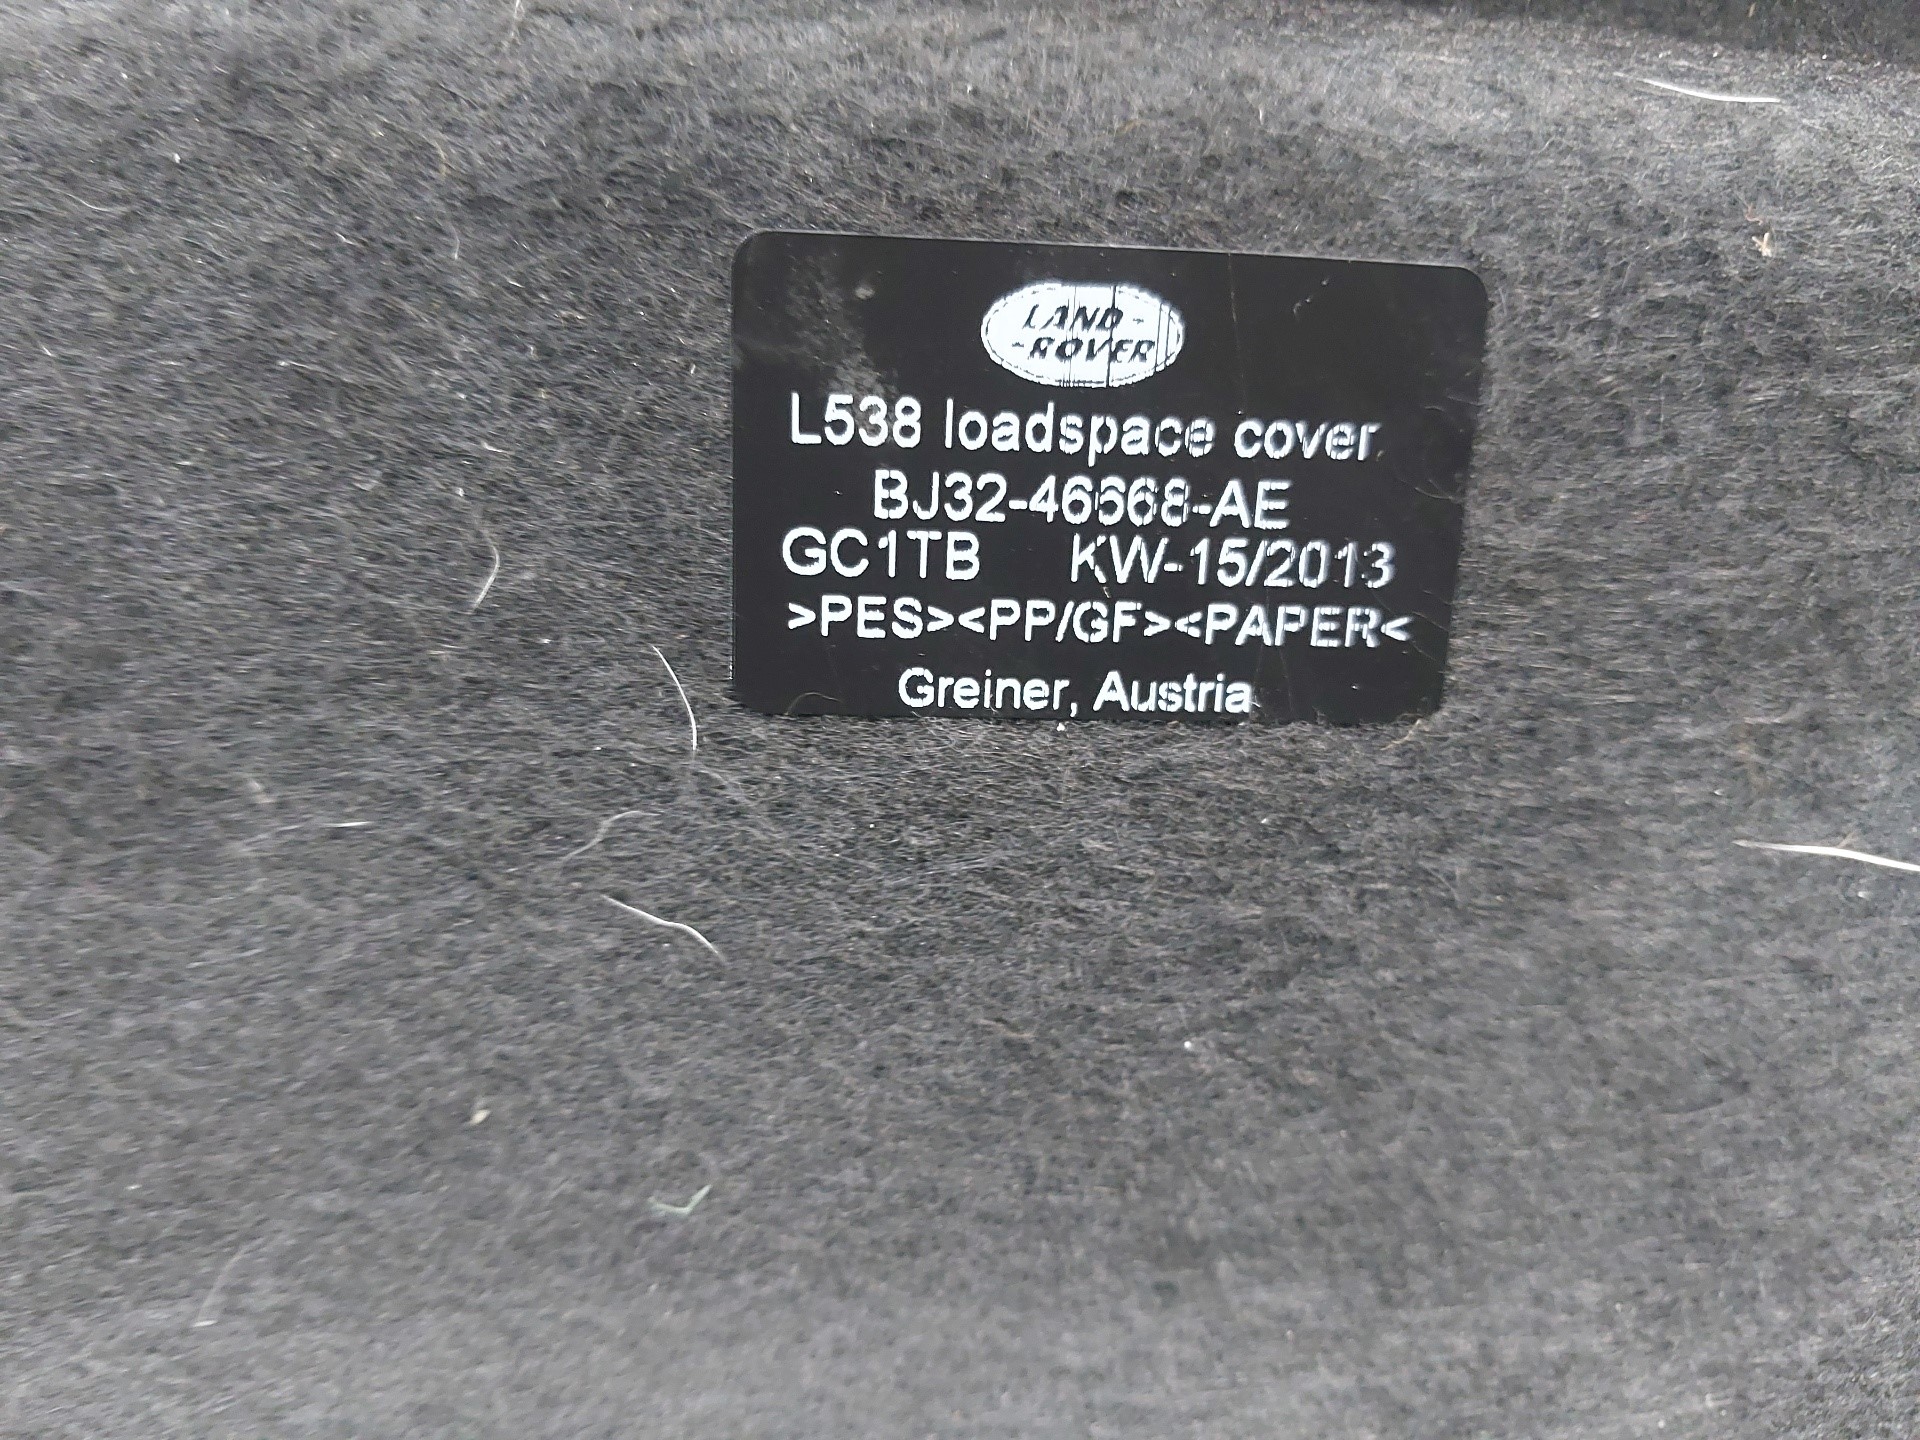 LAND-
-ROVER
L538 loadspace cover
BJ32-46668-AE
GC1TB KW-15/2013
>PES><PP/GF><PAPER<
Greiner, Austria